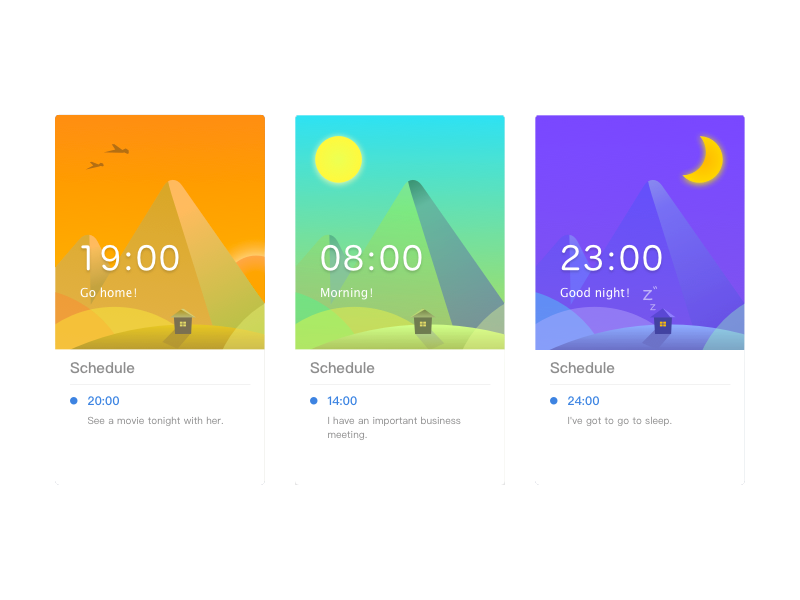 19:00
Go home!
Schedule
20:00
See a movie tonight with her.
08:00
Morning!
Schedule
14:00
I have an important business
meeting.
23:00
Good night!
Z
z
Schedule
24:00
I've got to go to sleep.